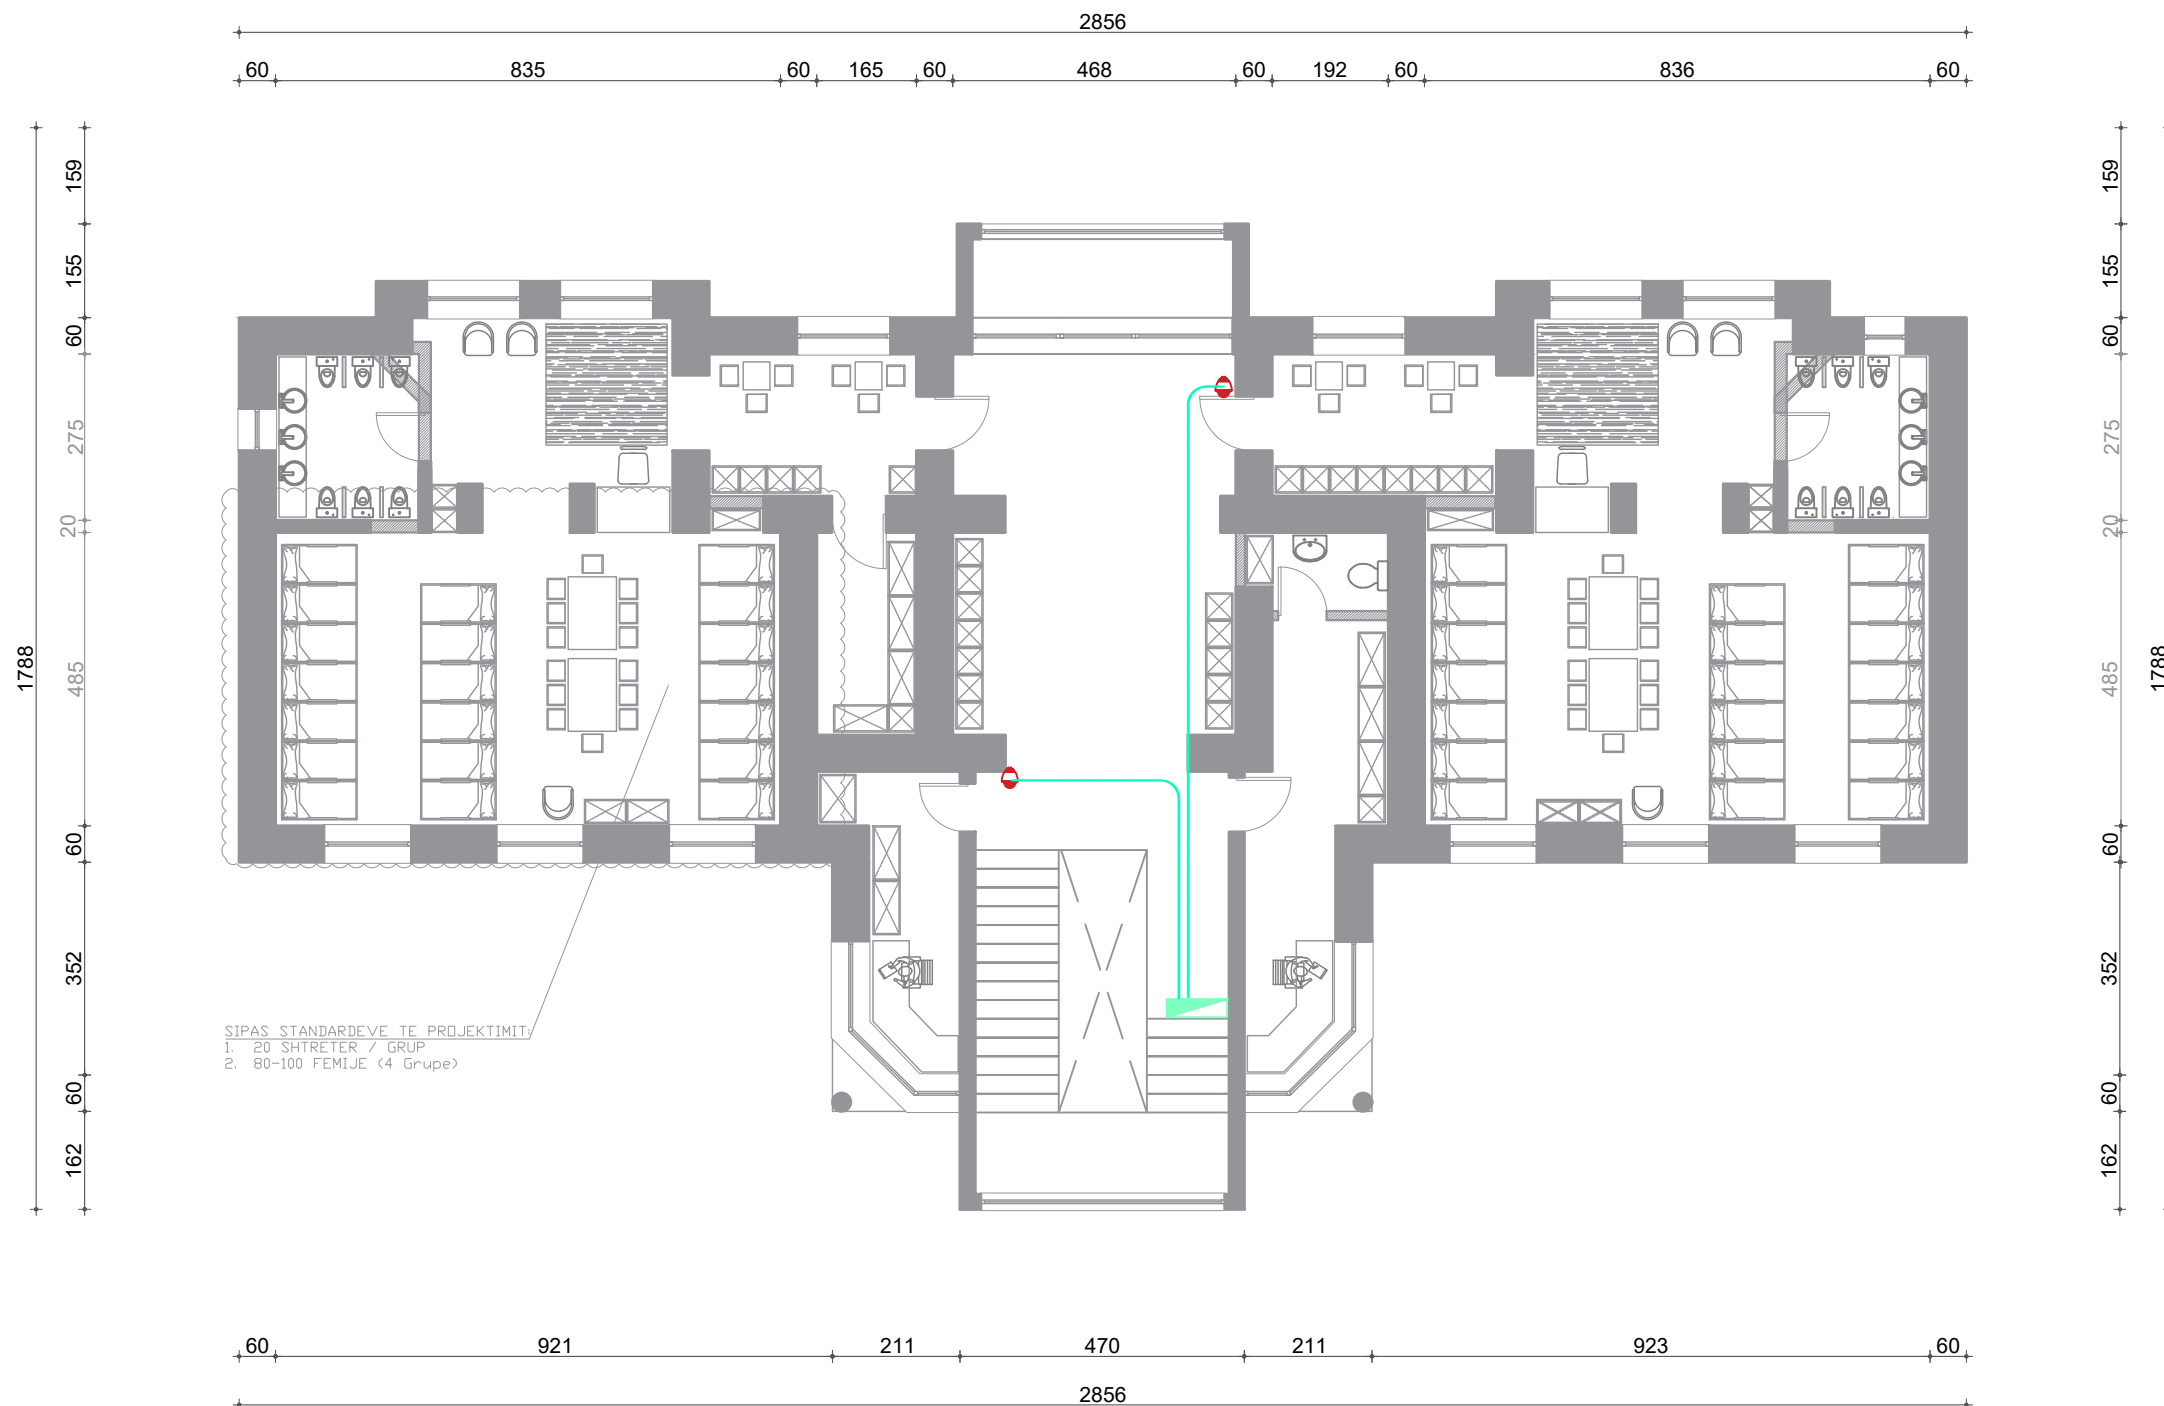 2856
60 835 60 165 60 468 60 192 60 836 60
159 159
155 155
60 60
275 275
20 20
485 485
1788 1788
60 60
352 352
SIPAS STANDARDEVE TE PROJEKTIMIT:
1. 20 SHTRETER / GRUP
2. 80-100 FEMIJE (4 Grupe)
60 60
162 162
60 921 211 470 211 923 60
2856